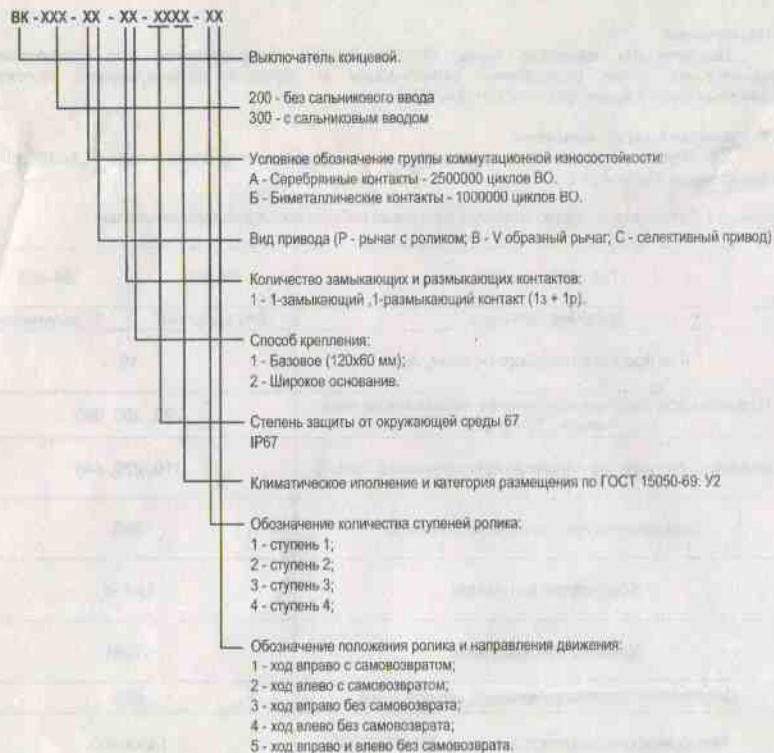 ВК -ХХХ - ХХ - ХХ - ХХХХ - ХХ
Выключатель концевой.
200 - без сальникового ввода
300 - с сальниковым вводом
Условное обозначение группы коммутационной износостойкости:
А - Серебрянные контакты - 2500000 циклов ВО.
Б - Биметаллические контакты - 1000000 циклов ВО.
Вид привода (Р - рычаг с роликом; В - V образный рычаг; С - селективный привод)
Количество замыкающих и размыкающих контактов:
1 - 1-замыкающий ,1-размыкающий контакт (1з + 1р).
Способ крепления:
1 - Базовое (120х60 мм);
2 - Широкое основание.
Степень защиты от окружающей среды 67
IP67
Климатическое иполнение и категория размещения по ГОСТ 15050-69: У2
Обозначение количества ступеней ролика:
1 - ступень 1;
2 - ступень 2;
3 - ступень 3;
4 - ступень 4;
Обозначение положения ролика и направления движения:
1 - ход вправо с самовозвратом;
2 - ход влево с самовозвратом;
3 - ход вправо без самовозврата;
4 - ход влево без самовозврата;
5 - ход вправо и влево без самовозврата.